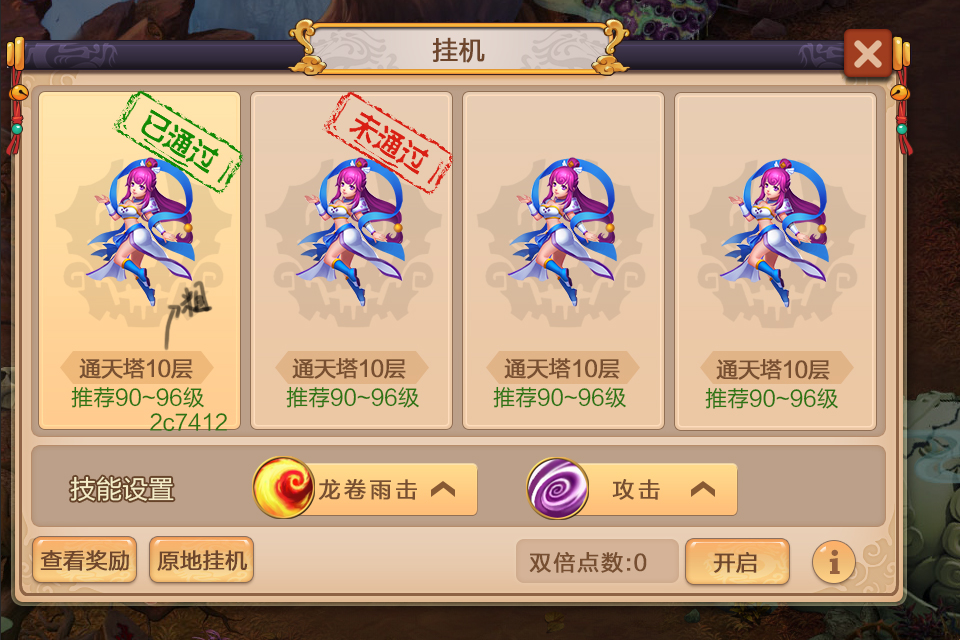 挂机
已通过
未通过
粗
通天塔10层
推荐90~96级
2c7412
通天塔10层
推荐90~96级
通天塔10层
推荐90~96级
通天塔10层
推荐90~96级
技能设置
龙卷雨击
攻击
查看奖励
原地挂机
双倍点数:0
开启
i